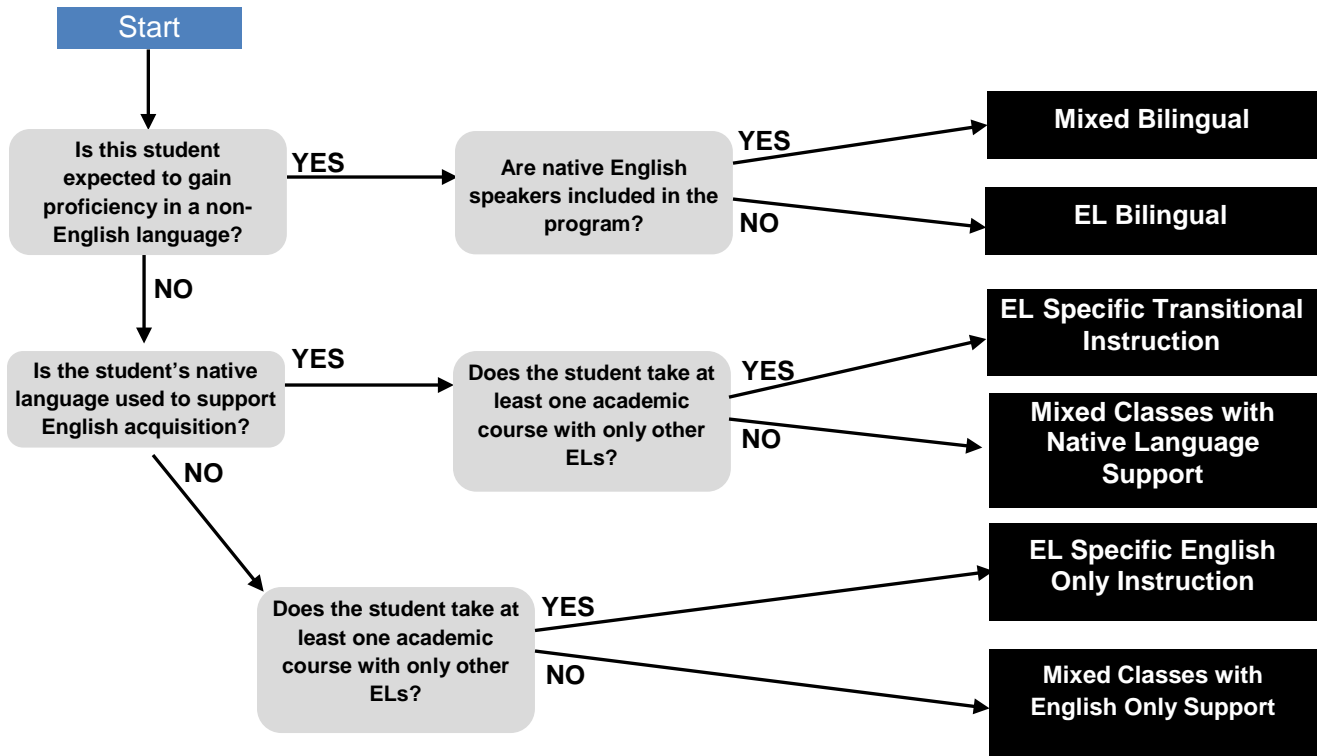 Start
Is this student
expected to gain
proficiency in a non-
English language?
YES
Are native English
speakers included in the
program?
YES
Mixed Bilingual
NO
EL Bilingual
NO
Is the student’s native
language used to support
English acquisition?
YES
Does the student take at
least one academic
course with only other
ELs?
YES
EL Specific Transitional
Instruction
NO
Mixed Classes with
Native Language
Support
NO
Does the student take at
least one academic
course with only other
ELs?
YES
EL Specific English
Only Instruction
NO
Mixed Classes with
English Only Support